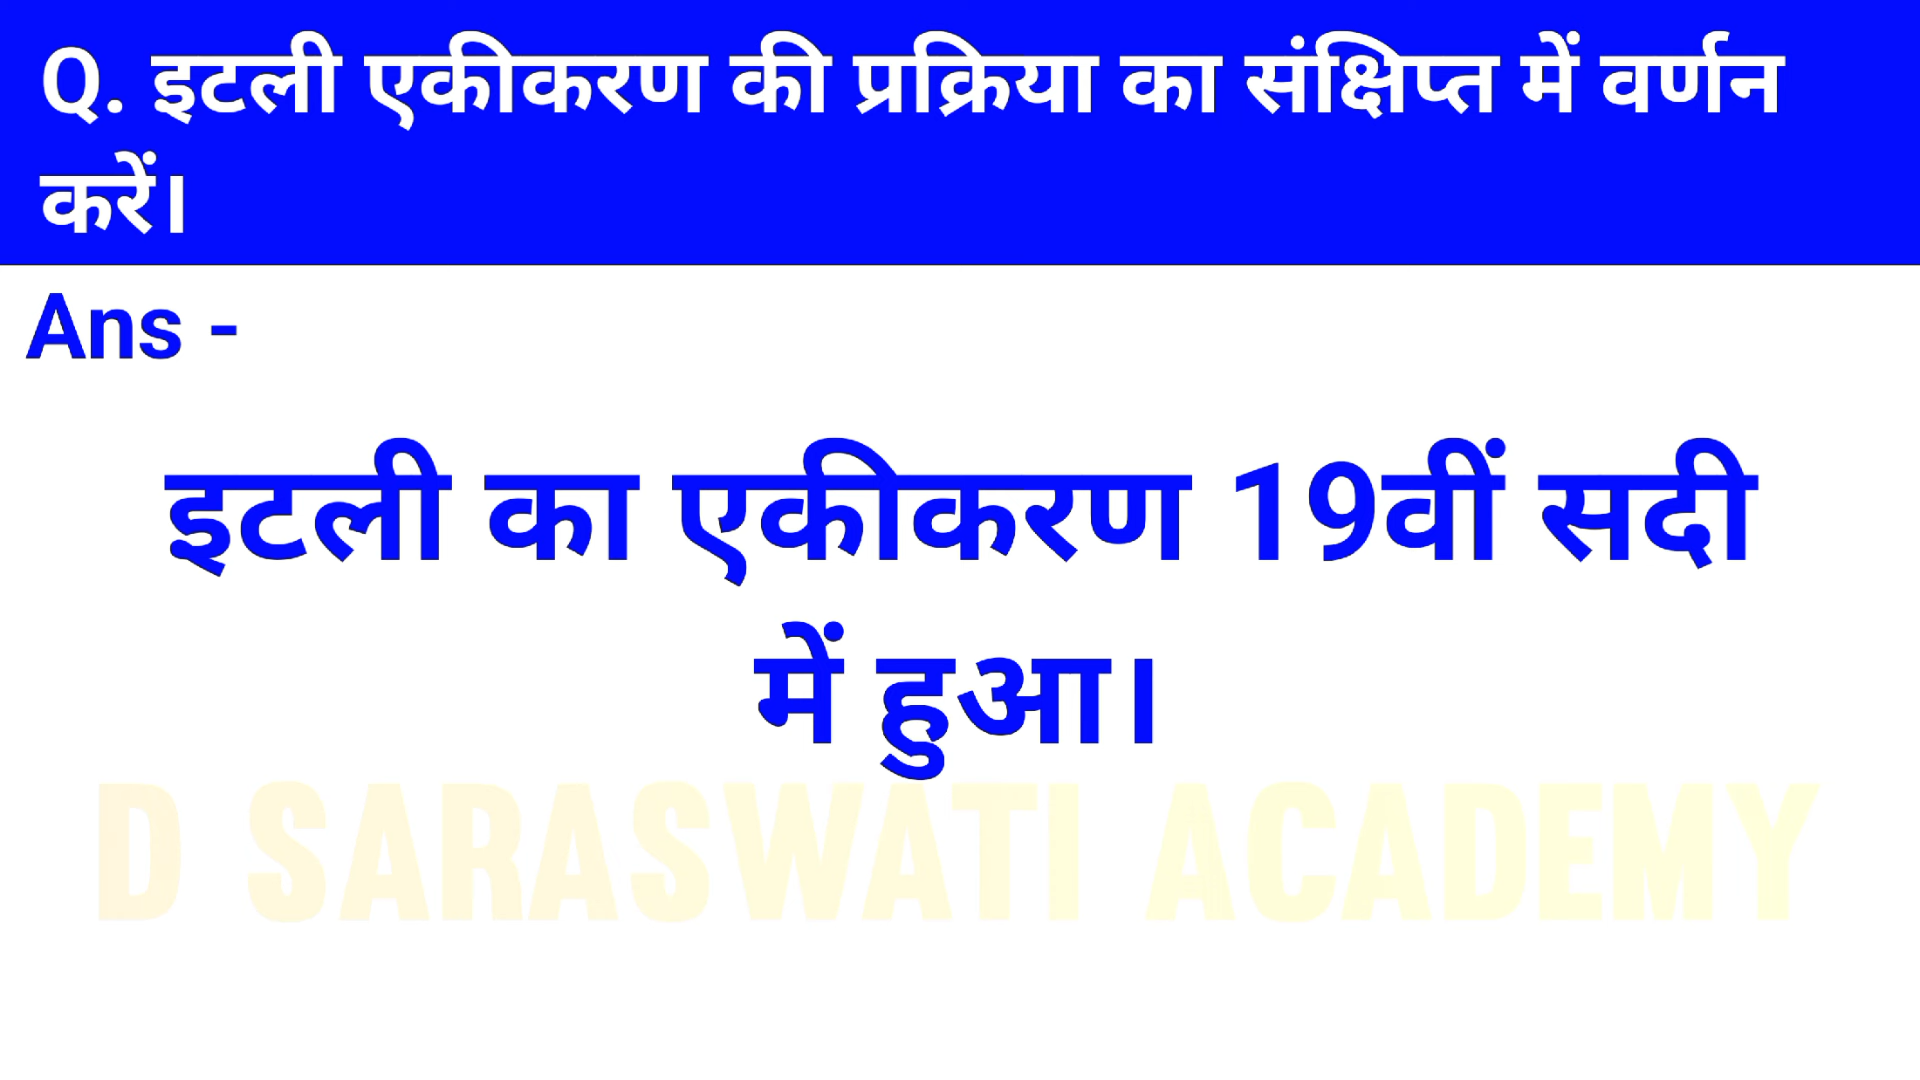 Q. इटली एकीकरण की प्रक्रिया का संक्षिप्त में वर्णन
करें।
Ans -
इटली का एकीकरण 19वीं सदी
में हुआ।
D SARASWATI ACADEMY